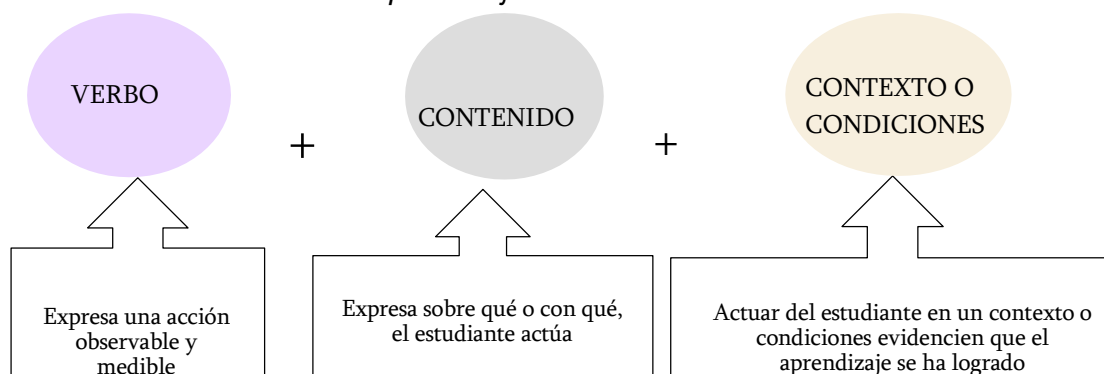 VERBO
+
CONTENIDO
+
CONTEXTO O
CONDICIONES
Expresa una acción
observable y
medible
Expresa sobre qué o con qué,
el estudiante actúa
Actuar del estudiante en un contexto o
condiciones evidencien que el
aprendizaje se ha logrado